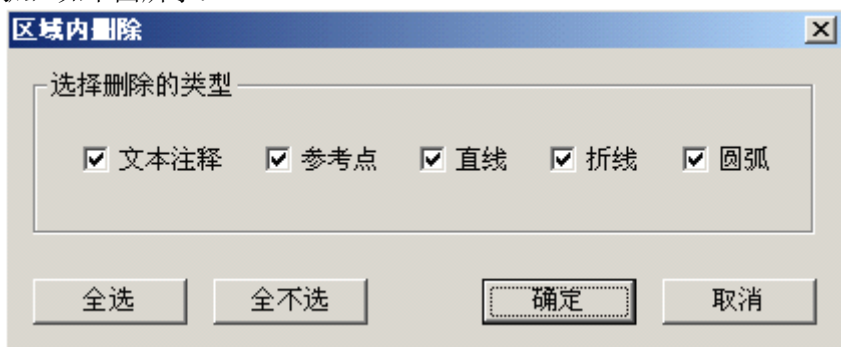 区域内删除
选择删除的类型
文本注释 参考点 直线 折线 圆弧
全选 全不选 确定 取消